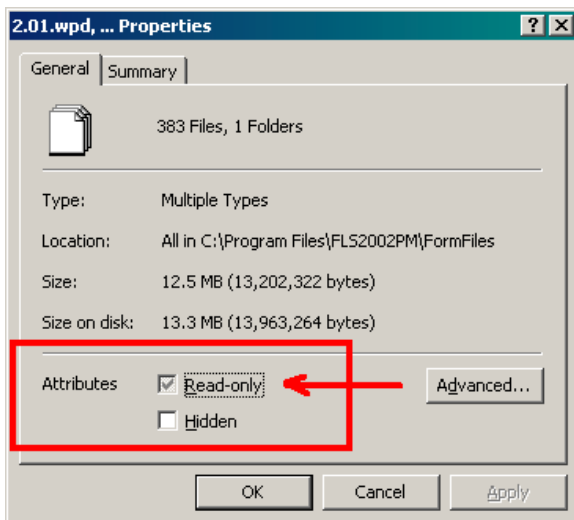 2.01.wpd, ... Properties
General Summary
383 Files, 1 Folders
Type: Multiple Types
Location: All in C:\Program Files\FLS2002PM\FormFiles
Size: 12.5 MB (13,202,322 bytes)
Size on disk: 13.3 MB (13,963,264 bytes)
Attributes Read-only Advanced...
Hidden
OK Cancel Apply